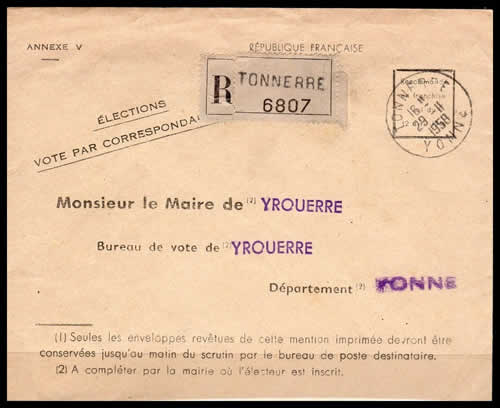 ANNEXE V
RÉPUBLIQUE FRANÇAISE
R TONNERRE
6807
TONNERRE
16 H
29-11
1958
YONNE
ÉLECTIONS
VOTE PAR CORRESPONDA
Monsieur le Maire de (2) YROUERRE
Bureau de vote de (2) YROUERRE
Département (2) YONNE
(1) Seules les enveloppes revêtues de cette mention imprimée devront être
conservées jusqu'au matin du scrutin par le bureau de poste destinataire.
(2) A compléter par la mairie où l'électeur est inscrit.